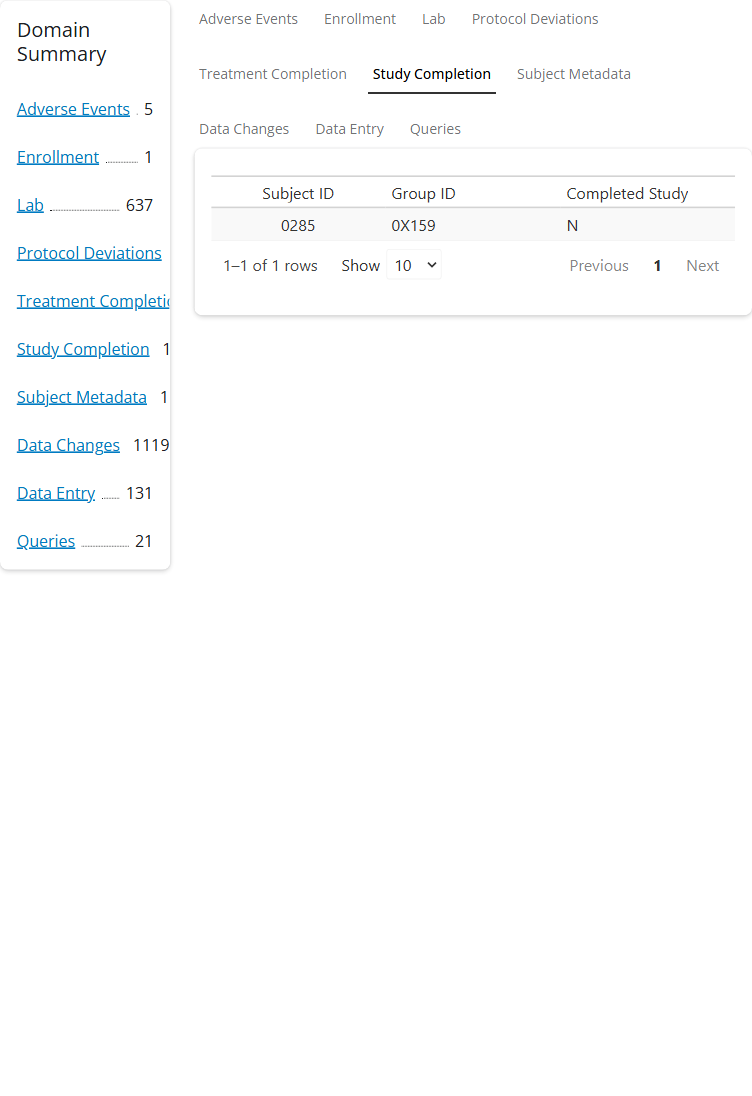 Domain
Summary
Adverse Events 5
Enrollment 1
Lab 637
Protocol Deviations
Treatment
Study Completion 1
Subject Metadata 1
Data Changes 1119
Data Entry 131
Queries 21
Adverse Events Enrollment Lab Protocol Deviations
Treatment Completion Study Completion Subject Metadata
Data Changes Data Entry Queries
Subject ID Group ID Completed Study
0285 0X159 N
1–1 of 1 rows Show 10 Previous 1 Next